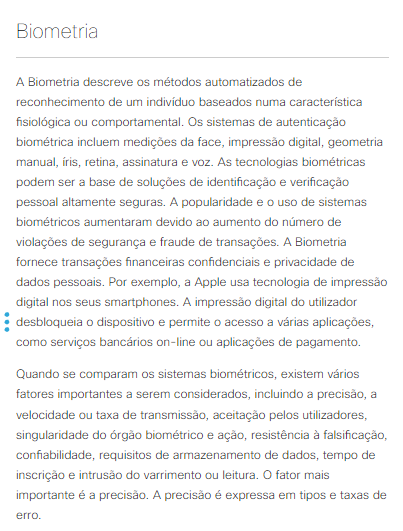 Biometria
A Biometria descreve os métodos automatizados de
reconhecimento de um indivíduo baseados numa característica
fisiológica ou comportamental. Os sistemas de autenticação
biométrica incluem medições da face, impressão digital, geometria
manual, íris, retina, assinatura e voz. As tecnologias biométricas
podem ser a base de soluções de identificação e verificação
pessoal altamente seguras. A popularidade e o uso de sistemas
biométricos aumentaram devido ao aumento do número de
violações de segurança e fraude de transações. A Biometria
fornece transações financeiras confidenciais e privacidade de
dados pessoais. Por exemplo, a Apple usa tecnologia de impressão
digital nos seus smartphones. A impressão digital do utilizador
desbloqueia o dispositivo e permite o acesso a várias aplicações,
como serviços bancários on-line ou aplicações de pagamento.
Quando se comparam os sistemas biométricos, existem vários
fatores importantes a serem considerados, incluindo a precisão, a
velocidade ou taxa de transmissão, aceitação pelos utilizadores,
singularidade do órgão biométrico e ação, resistência à falsificação,
confiabilidade, requisitos de armazenamento de dados, tempo de
inscrição e intrusão do varrimento ou leitura. O fator mais
importante é a precisão. A precisão é expressa em tipos e taxas de
erro.